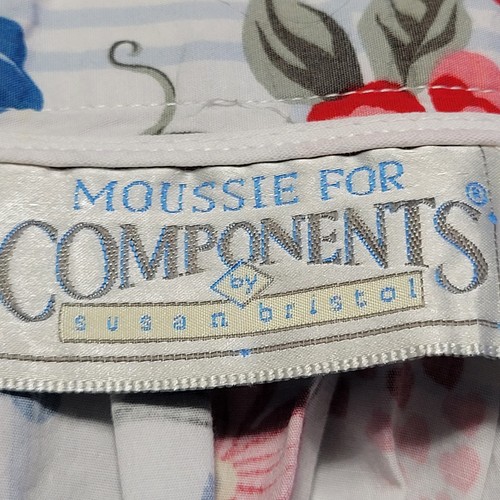 MOUSSIE FOR
COMPONENTS®
by
susan bristol